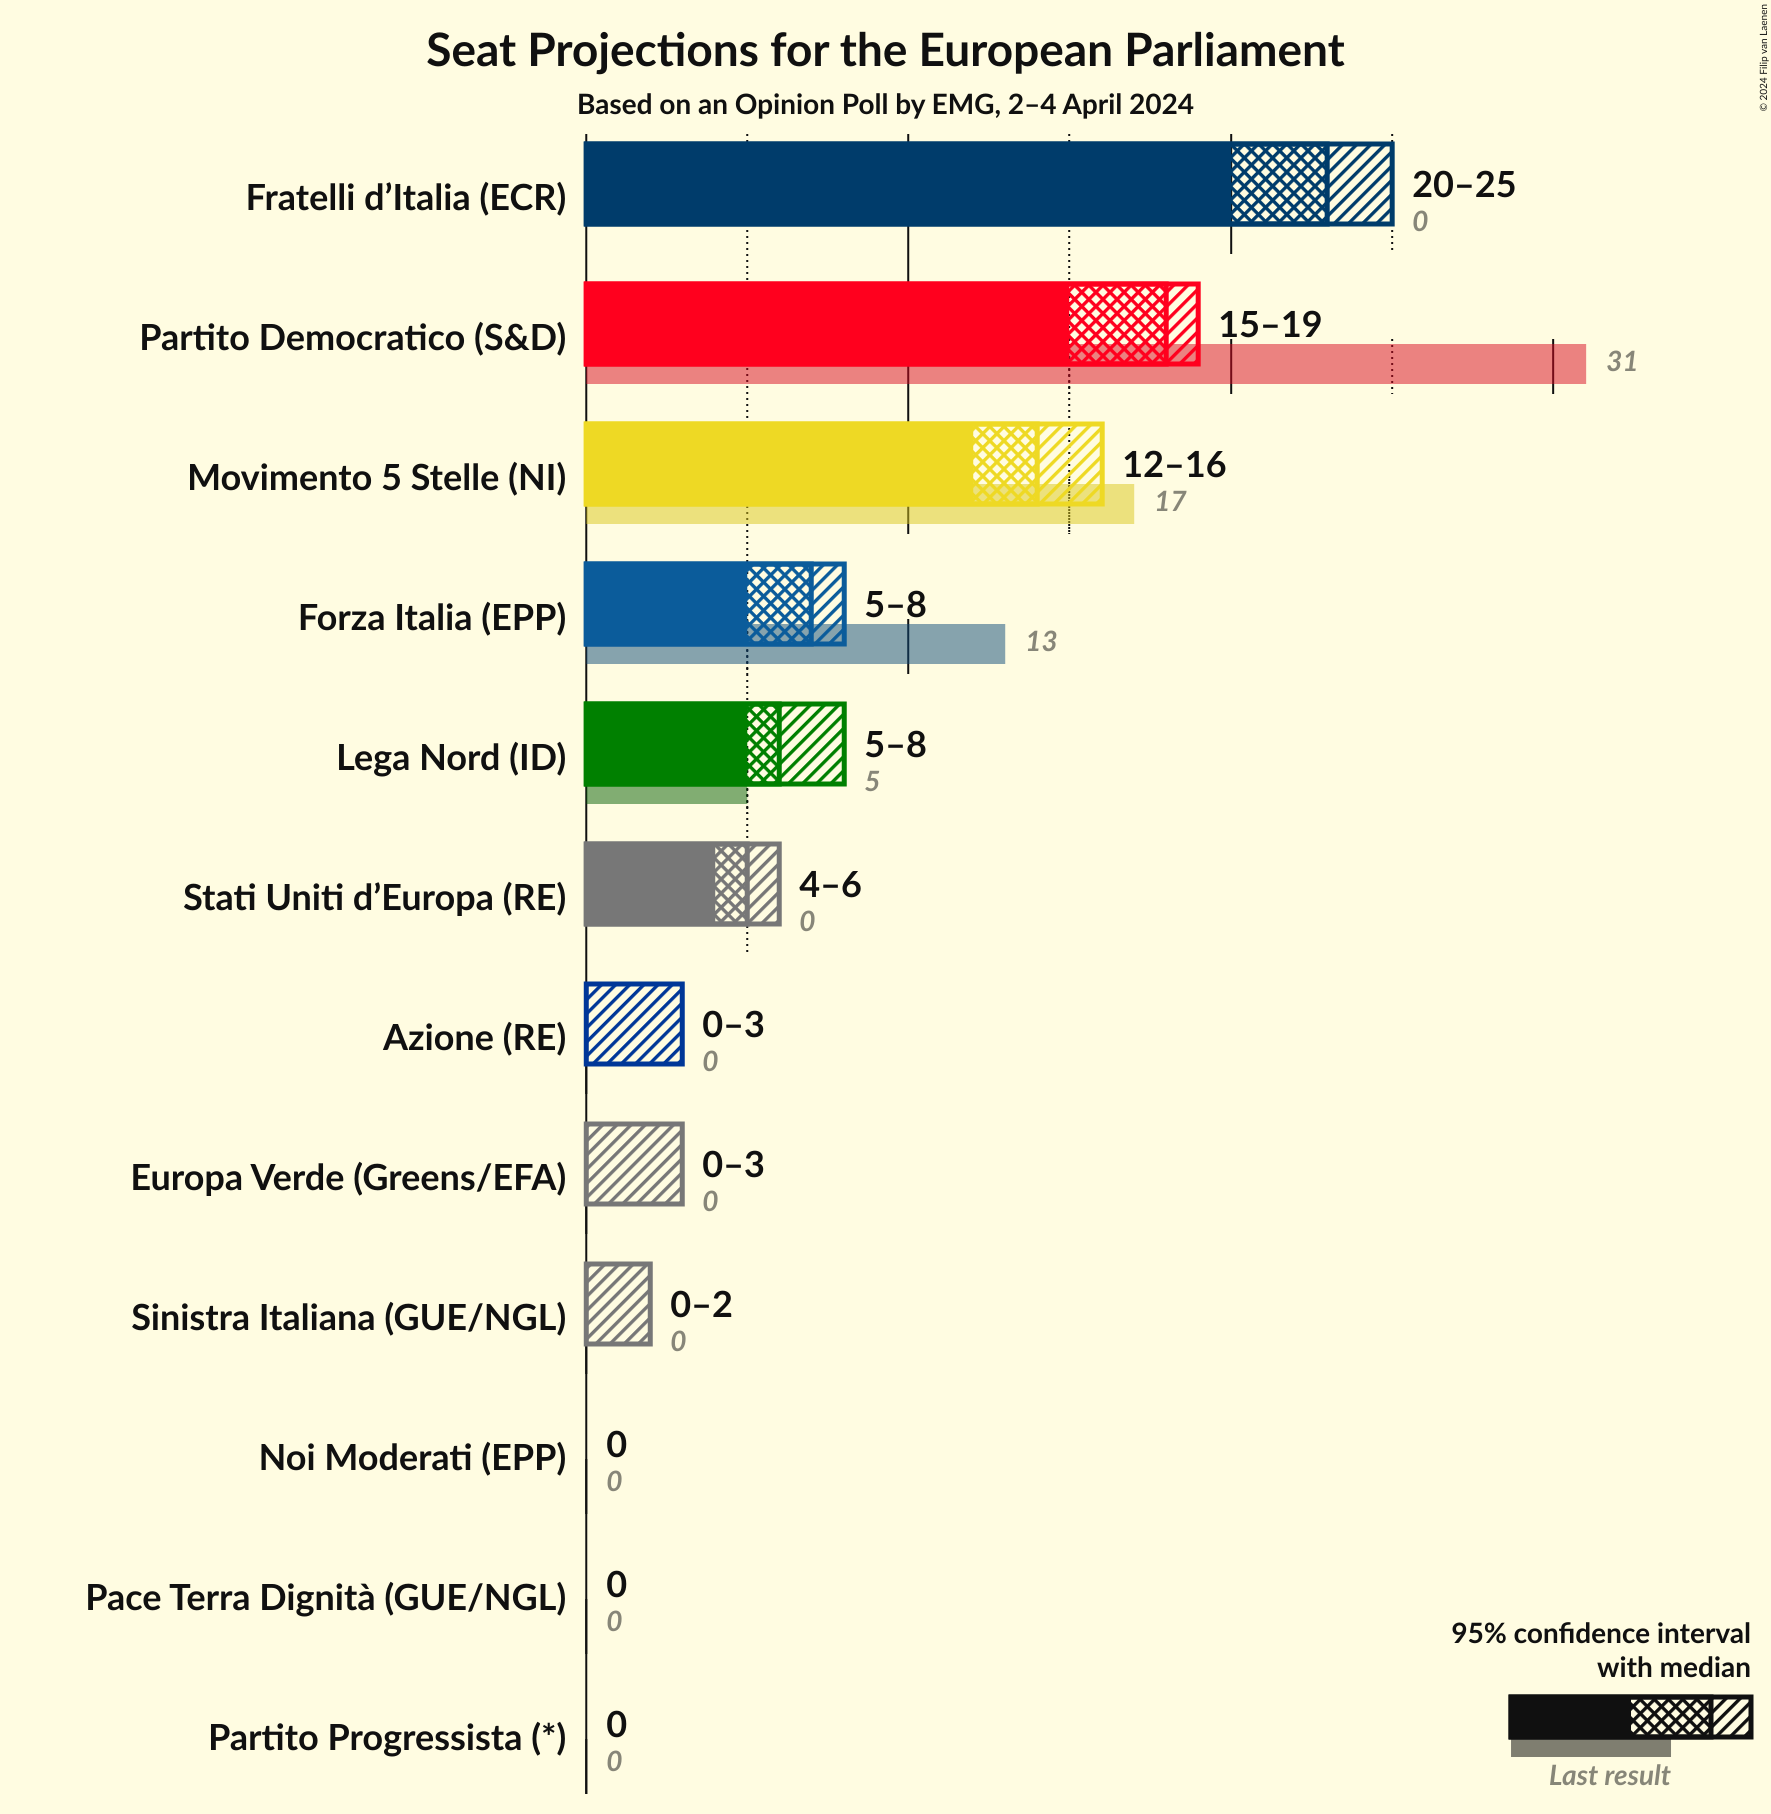 Seat Projections for the European Parliament
Based on an Opinion Poll by EMG, 2–4 April 2024
© 2024 Filip van Laenen
Fratelli d’Italia (ECR)
20–25
0
Partito Democratico (S&D)
15–19
31
Movimento 5 Stelle (NI)
12–16
17
Forza Italia (EPP)
5–8
13
Lega Nord (ID)
5–8
5
Stati Uniti d’Europa (RE)
4–6
0
Azione (RE)
0–3
0
Europa Verde (Greens/EFA)
0–3
0
Sinistra Italiana (GUE/NGL)
0–2
0
Noi Moderati (EPP)
0
0
Pace Terra Dignità (GUE/NGL)
0
0
Partito Progressista (*)
0
0
95% confidence interval
with median
Last result